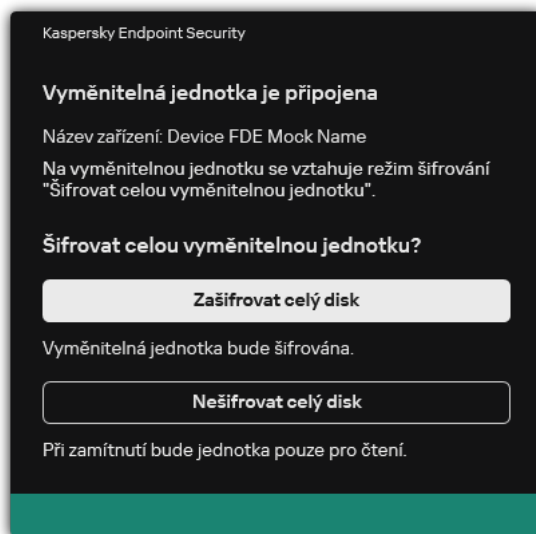 Kaspersky Endpoint Security
Vyměnitelná jednotka je připojena
Název zařízení: Device FDE Mock Name
Na vyměnitelnou jednotku se vztahuje režim šifrování
"Šifrovat celou vyměnitelnou jednotku".
Šifrovat celou vyměnitelnou jednotku?
Zašifrovat celý disk
Vyměnitelná jednotka bude šifrována.
Nešifrovat celý disk
Při zamítnutí bude jednotka pouze pro čtení.